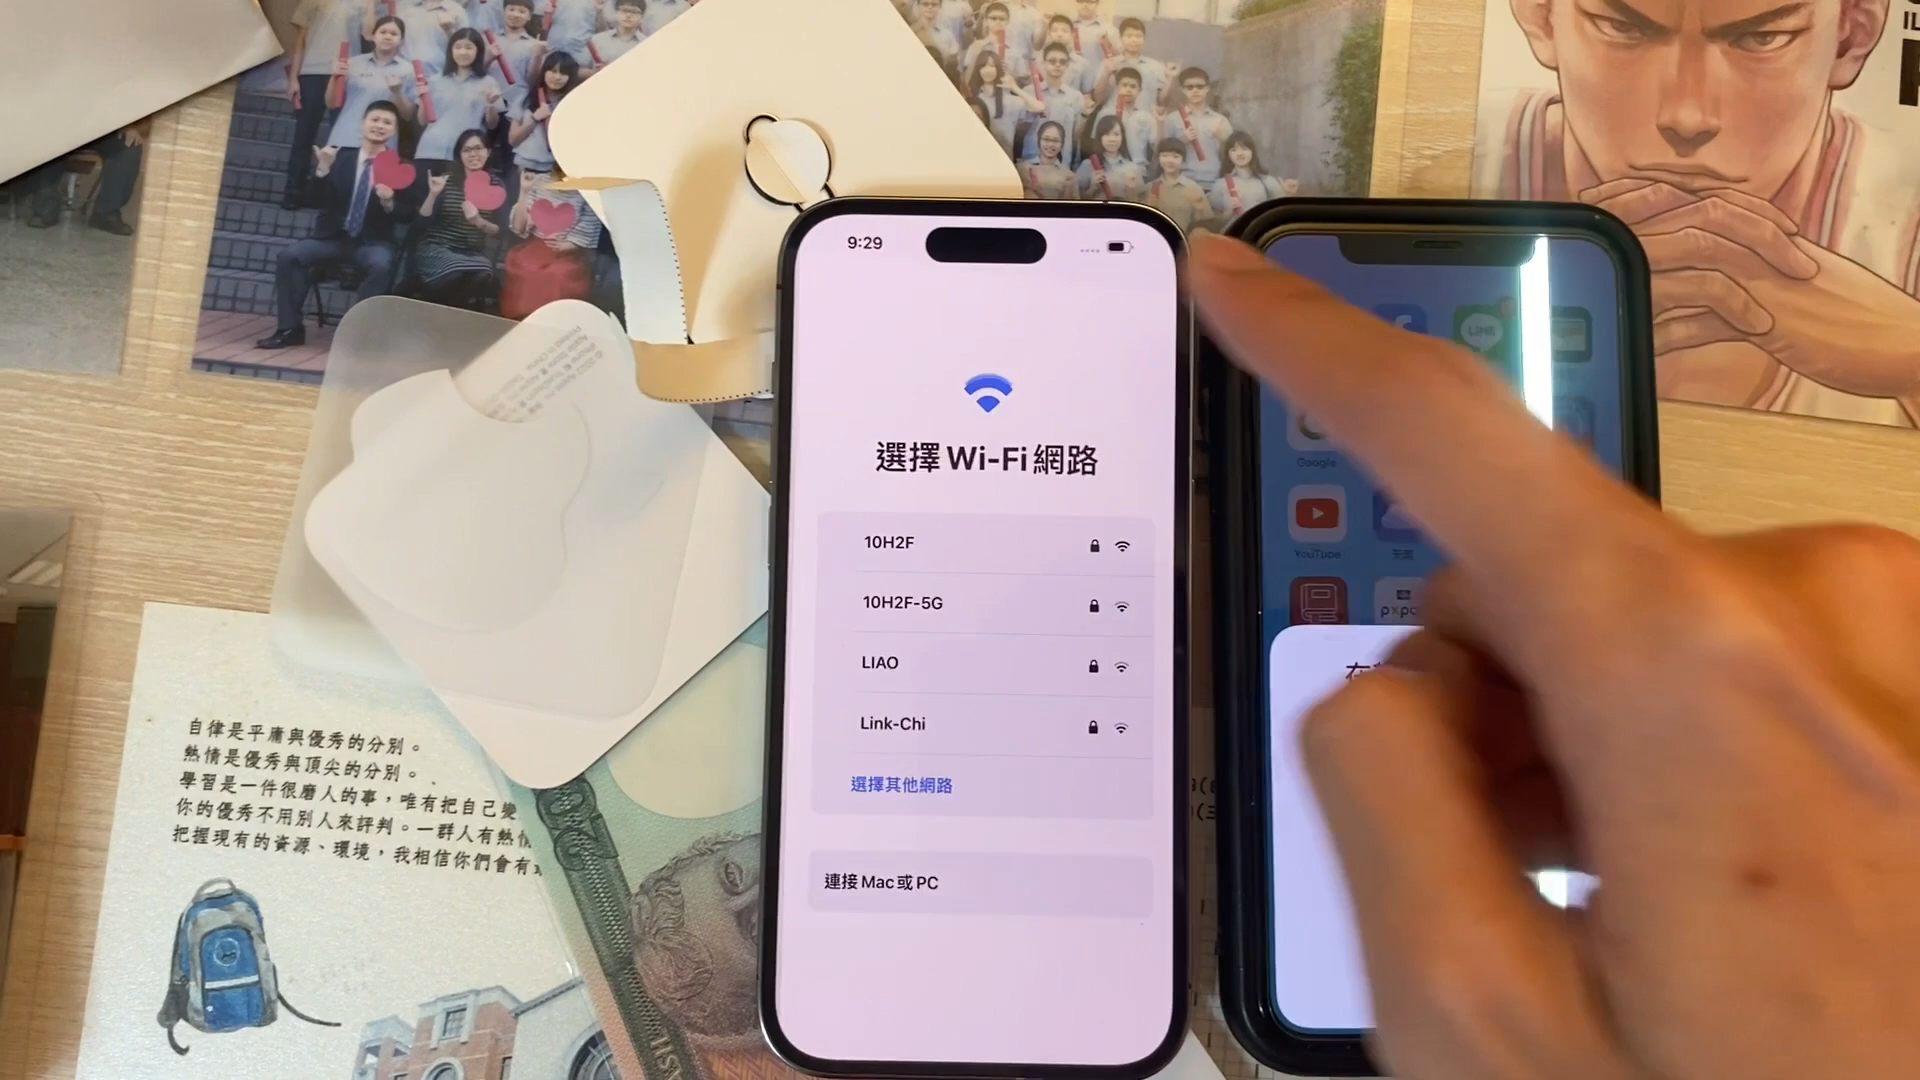 9:29
選擇 Wi-Fi 網路
10H2F
10H2F-5G
LIAO
Link-Chi
選擇其他網路
連接 Mac 或 PC
LINE
Google
YouTube
自律是平庸與優秀的分別。
熱情是優秀與頂尖的分別。
學習是一件很磨人的事，唯有把自己變
你的優秀不用別人來評判。一群人有熱情
把握現有的資源、環境，我相信你們會有